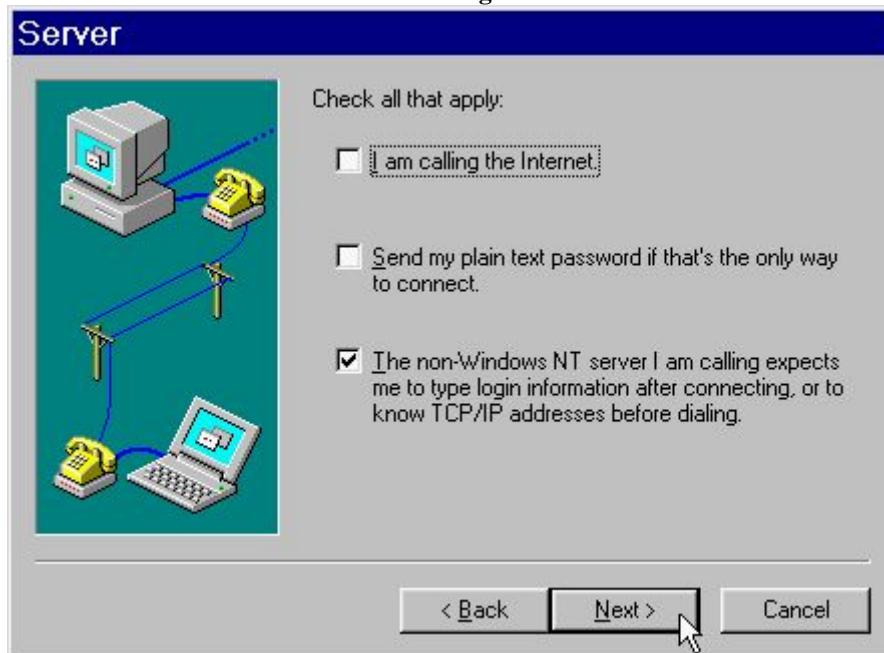 Server
Check all that apply:
I am calling the Internet.
Send my plain text password if that's the only way
to connect.
The non-Windows NT server I am calling expects
me to type login information after connecting, or to
know TCP/IP addresses before dialing.
< Back
Next >
Cancel